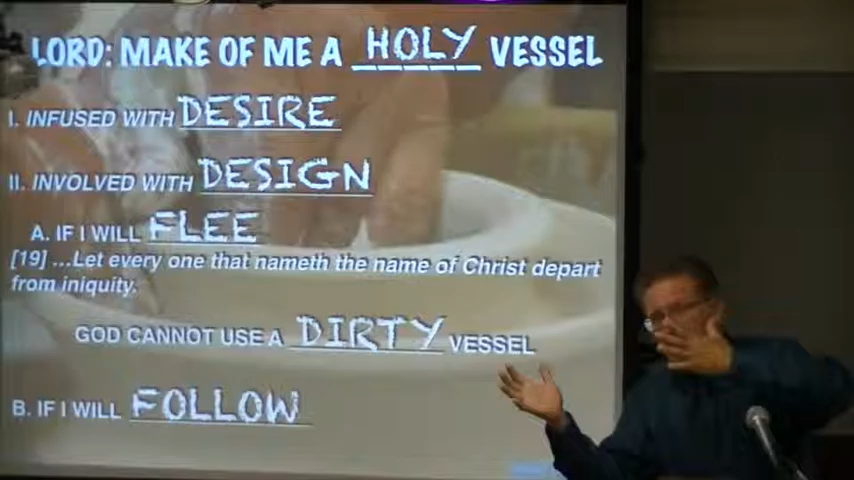 LORD: MAKE OF ME A HOLY VESSEL
I. INFUSED WITH DESIRE
II. INVOLVED WITH DESIGN
A. IF I WILL FLEE
[19] ...Let every one that nameth the name of Christ depart
from iniquity.
GOD CANNOT USE A DIRTY VESSEL
B. IF I WILL FOLLOW